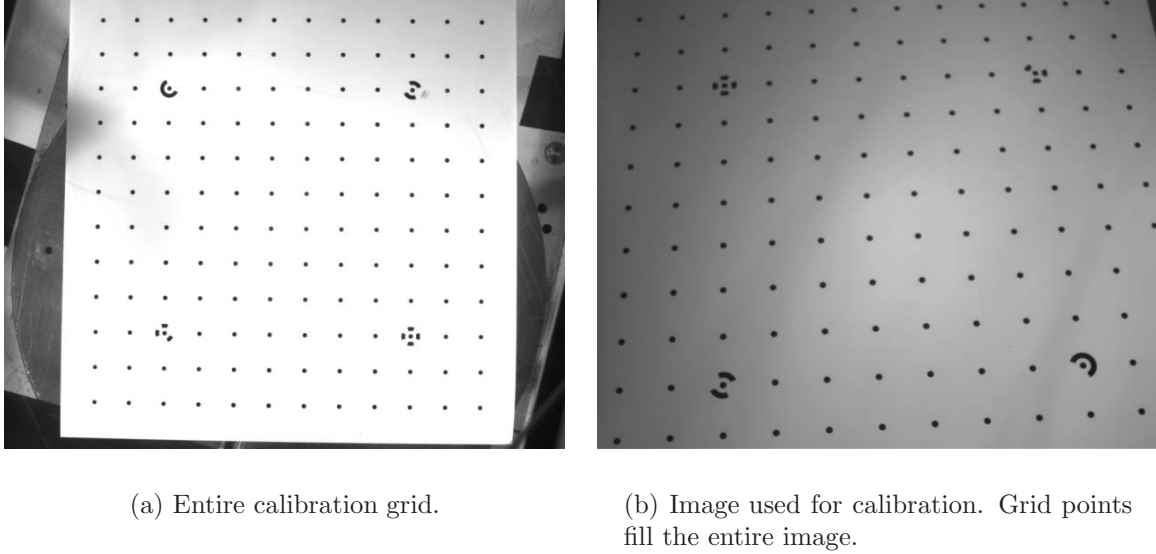 (a) Entire calibration grid.
(b) Image used for calibration. Grid points
fill the entire image.